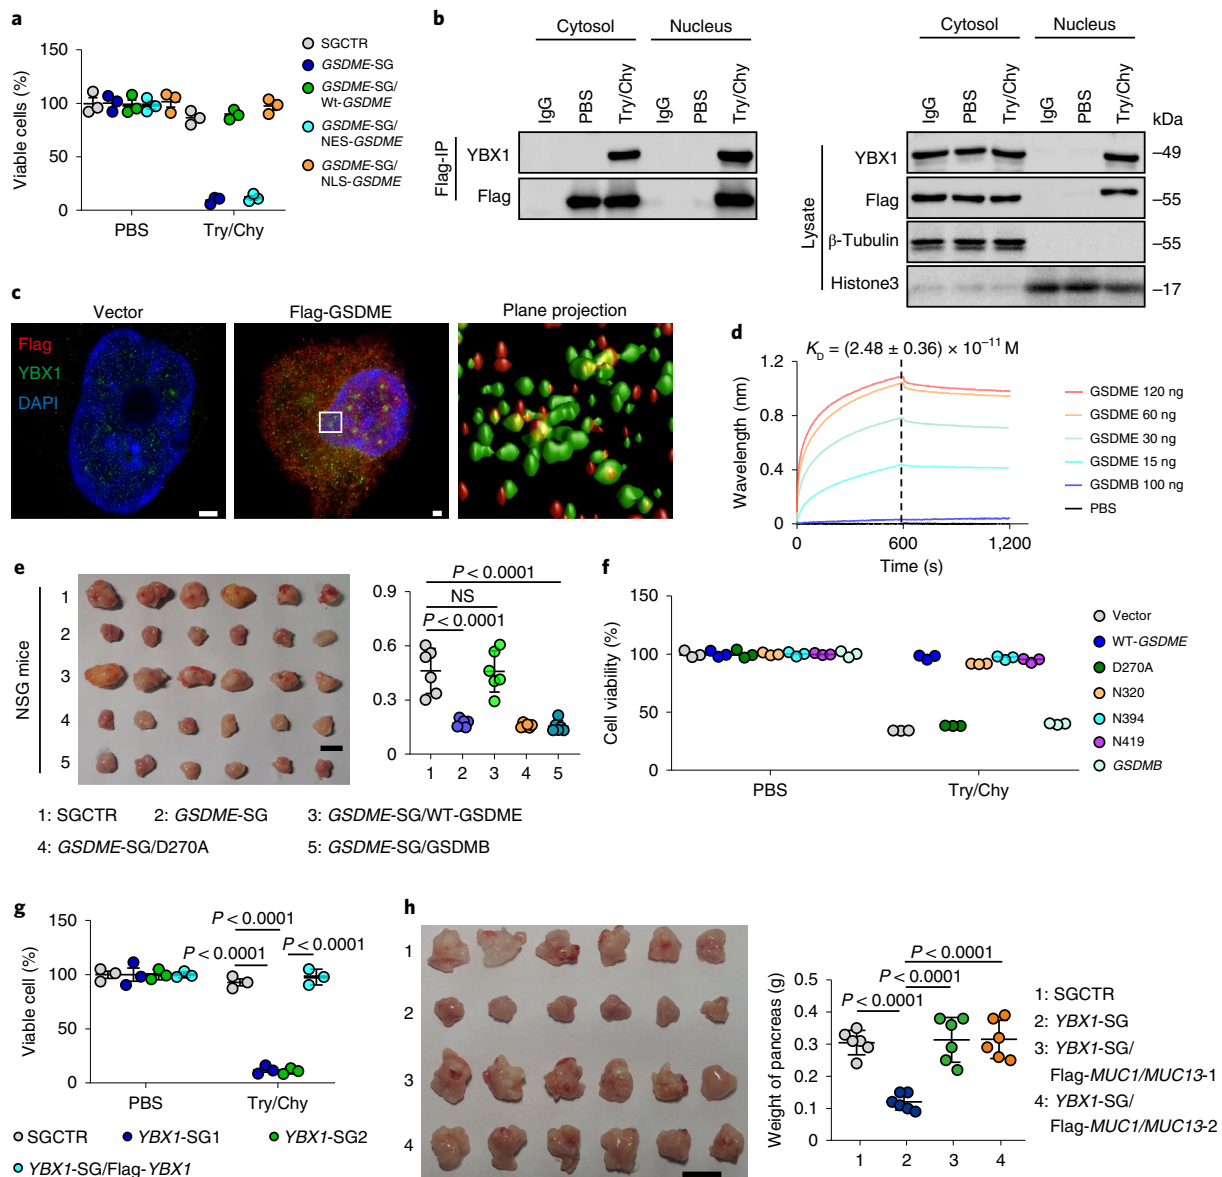 a
150
100
50
0
Viable cells (%)
PBS
Try/Chy
SGCTR
GSDME-SG
GSDME-SG/
Wt-GSDME
GSDME-SG/
NES-GSDME
GSDME-SG/
NLS-GSDME
b
Cytosol
Nucleus
IgG
PBS
Try/Chy
IgG
PBS
Try/Chy
Flag-IP
YBX1
Flag
Cytosol
Nucleus
IgG
PBS
Try/Chy
IgG
PBS
Try/Chy
kDa
Lysate
YBX1
–49
Flag
–55
β-Tubulin
–55
Histone3
–17
c
Vector
Flag-GSDME
Plane projection
Flag
YBX1
DAPI
d
K_D = (2.48 ± 0.36) × 10⁻¹¹ M
1.2
0.8
0.4
0
Wavelength (nm)
0
600
1,200
Time (s)
GSDME 120 ng
GSDME 60 ng
GSDME 30 ng
GSDME 15 ng
GSDMB 100 ng
PBS
e
NSG mice
1
2
3
4
5
P < 0.0001
NS
P < 0.0001
0.9
0.6
0.3
0
1 2 3 4 5
1: SGCTR 2: GSDME-SG 3: GSDME-SG/WT-GSDME
4: GSDME-SG/D270A 5: GSDME-SG/GSDMB
f
150
100
50
0
Cell viability (%)
PBS
Try/Chy
Vector
WT-GSDME
D270A
N320
N394
N419
GSDMB
g
150
100
50
0
Viable cell (%)
P < 0.0001
P < 0.0001
P < 0.0001
PBS
Try/Chy
SGCTR YBX1-SG1 YBX1-SG2
YBX1-SG/Flag-YBX1
h
1
2
3
4
P < 0.0001
P < 0.0001
P < 0.0001
0.5
0.4
0.3
0.2
0.1
0
Weight of pancreas (g)
1 2 3 4
1: SGCTR
2: YBX1-SG
3: YBX1-SG/
Flag-MUC1/MUC13-1
4: YBX1-SG/
Flag-MUC1/MUC13-2